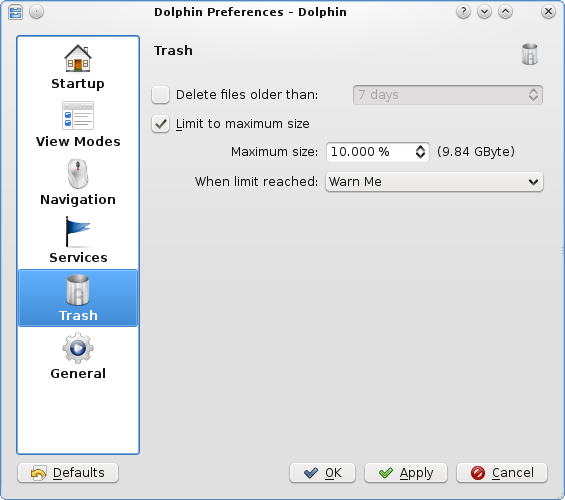 Dolphin Preferences – Dolphin
Startup
View Modes
Navigation
Services
Trash
General
Trash
Delete files older than: 7 days
Limit to maximum size
Maximum size: 10.000 % (9.84 GByte)
When limit reached: Warn Me
Defaults OK Apply Cancel